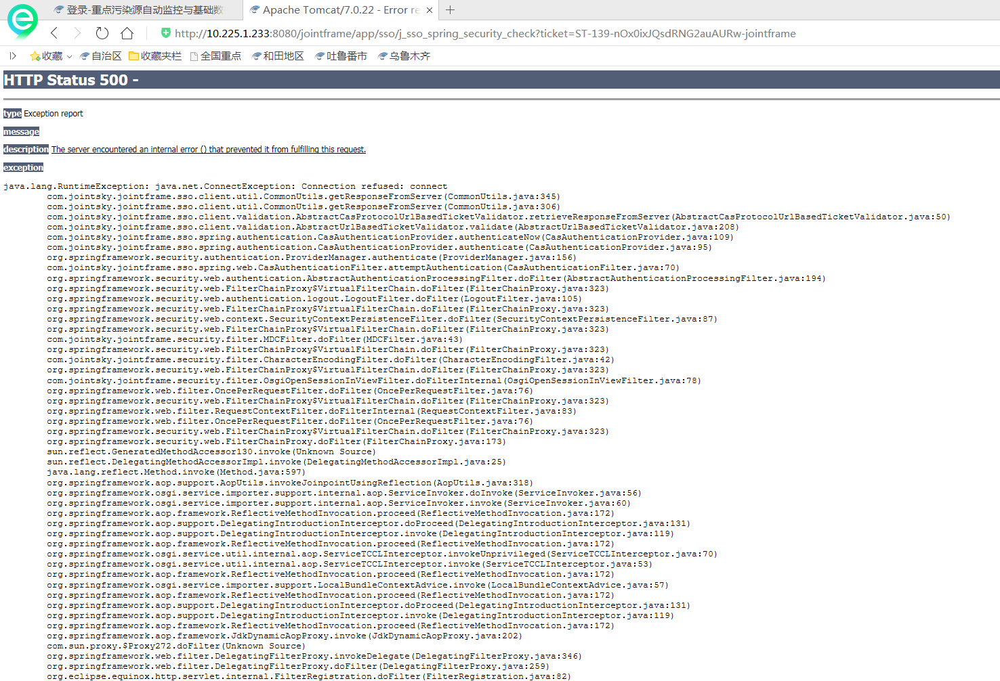 登录-重点污染源自动监控与基础数
Apache Tomcat/7.0.22 - Error re
http://10.225.1.233:8080/jointframe/app/sso/j_sso_spring_security_check?ticket=ST-139-nOx0ixJQsdRNG2auAURw-jointframe
收藏 自治区 收藏夹栏 全国重点 和田地区 吐鲁番市 乌鲁木齐
HTTP Status 500 -
type Exception report
message
description The server encountered an internal error () that prevented it from fulfilling this request.
exception
java.lang.RuntimeException: java.net.ConnectException: Connection refused: connect
com.jointsky.jointframe.sso.client.util.CommonUtils.getResponseFromServer(CommonUtils.java:345)
com.jointsky.jointframe.sso.client.util.CommonUtils.getResponseFromServer(CommonUtils.java:306)
com.jointsky.jointframe.sso.client.validation.AbstractCasProtocolUrlBasedTicketValidator.retrieveResponseFromServer(AbstractCasProtocolUrlBasedTicketValidator.java:50)
com.jointsky.jointframe.sso.client.validation.AbstractUrlBasedTicketValidator.validate(AbstractUrlBasedTicketValidator.java:208)
com.jointsky.jointframe.sso.spring.authentication.CasAuthenticationProvider.authenticateNow(CasAuthenticationProvider.java:109)
com.jointsky.jointframe.sso.spring.authentication.CasAuthenticationProvider.authenticate(CasAuthenticationProvider.java:95)
org.springframework.security.authentication.ProviderManager.authenticate(ProviderManager.java:156)
com.jointsky.jointframe.sso.spring.web.CasAuthenticationFilter.attemptAuthentication(CasAuthenticationFilter.java:70)
org.springframework.security.web.authentication.AbstractAuthenticationProcessingFilter.doFilter(AbstractAuthenticationProcessingFilter.java:194)
org.springframework.security.web.FilterChainProxy$VirtualFilterChain.doFilter(FilterChainProxy.java:323)
org.springframework.security.web.authentication.logout.LogoutFilter.doFilter(LogoutFilter.java:105)
org.springframework.security.web.FilterChainProxy$VirtualFilterChain.doFilter(FilterChainProxy.java:323)
org.springframework.security.web.context.SecurityContextPersistenceFilter.doFilter(SecurityContextPersistenceFilter.java:87)
org.springframework.security.web.FilterChainProxy$VirtualFilterChain.doFilter(FilterChainProxy.java:323)
com.jointsky.jointframe.security.filter.MDCFilter.doFilter(MDCFilter.java:43)
org.springframework.security.web.FilterChainProxy$VirtualFilterChain.doFilter(FilterChainProxy.java:323)
com.jointsky.jointframe.security.filter.CharacterEncodingFilter.doFilter(CharacterEncodingFilter.java:42)
org.springframework.security.web.FilterChainProxy$VirtualFilterChain.doFilter(FilterChainProxy.java:323)
com.jointsky.jointframe.security.filter.OsgiOpenSessionInViewFilter.doFilterInternal(OsgiOpenSessionInViewFilter.java:78)
org.springframework.web.filter.OncePerRequestFilter.doFilter(OncePerRequestFilter.java:76)
org.springframework.security.web.FilterChainProxy$VirtualFilterChain.doFilter(FilterChainProxy.java:323)
org.springframework.web.filter.RequestContextFilter.doFilterInternal(RequestContextFilter.java:83)
org.springframework.web.filter.OncePerRequestFilter.doFilter(OncePerRequestFilter.java:76)
org.springframework.security.web.FilterChainProxy$VirtualFilterChain.doFilter(FilterChainProxy.java:323)
org.springframework.security.web.FilterChainProxy.doFilter(FilterChainProxy.java:173)
sun.reflect.GeneratedMethodAccessor130.invoke(Unknown Source)
sun.reflect.DelegatingMethodAccessorImpl.invoke(DelegatingMethodAccessorImpl.java:25)
java.lang.reflect.Method.invoke(Method.java:597)
org.springframework.aop.support.AopUtils.invokeJoinpointUsingReflection(AopUtils.java:318)
org.springframework.osgi.service.importer.support.internal.aop.ServiceInvoker.doInvoke(ServiceInvoker.java:56)
org.springframework.osgi.service.importer.support.internal.aop.ServiceInvoker.invoke(ServiceInvoker.java:60)
org.springframework.aop.framework.ReflectiveMethodInvocation.proceed(ReflectiveMethodInvocation.java:172)
org.springframework.aop.support.DelegatingIntroductionInterceptor.doProceed(DelegatingIntroductionInterceptor.java:131)
org.springframework.aop.support.DelegatingIntroductionInterceptor.invoke(DelegatingIntroductionInterceptor.java:119)
org.springframework.aop.framework.ReflectiveMethodInvocation.proceed(ReflectiveMethodInvocation.java:172)
org.springframework.osgi.service.util.internal.aop.ServiceTCCLInterceptor.invokeUnprivileged(ServiceTCCLInterceptor.java:70)
org.springframework.osgi.service.util.internal.aop.ServiceTCCLInterceptor.invoke(ServiceTCCLInterceptor.java:53)
org.springframework.aop.framework.ReflectiveMethodInvocation.proceed(ReflectiveMethodInvocation.java:172)
org.springframework.osgi.service.importer.support.LocalBundleContextAdvice.invoke(LocalBundleContextAdvice.java:57)
org.springframework.aop.framework.ReflectiveMethodInvocation.proceed(ReflectiveMethodInvocation.java:172)
org.springframework.aop.support.DelegatingIntroductionInterceptor.doProceed(DelegatingIntroductionInterceptor.java:131)
org.springframework.aop.support.DelegatingIntroductionInterceptor.invoke(DelegatingIntroductionInterceptor.java:119)
org.springframework.aop.framework.ReflectiveMethodInvocation.proceed(ReflectiveMethodInvocation.java:172)
org.springframework.aop.framework.JdkDynamicAopProxy.invoke(JdkDynamicAopProxy.java:202)
com.sun.proxy.$Proxy272.doFilter(Unknown Source)
org.springframework.web.filter.DelegatingFilterProxy.invokeDelegate(DelegatingFilterProxy.java:346)
org.springframework.web.filter.DelegatingFilterProxy.doFilter(DelegatingFilterProxy.java:259)
org.eclipse.equinox.http.servlet.internal.FilterRegistration.doFilter(FilterRegistration.java:82)